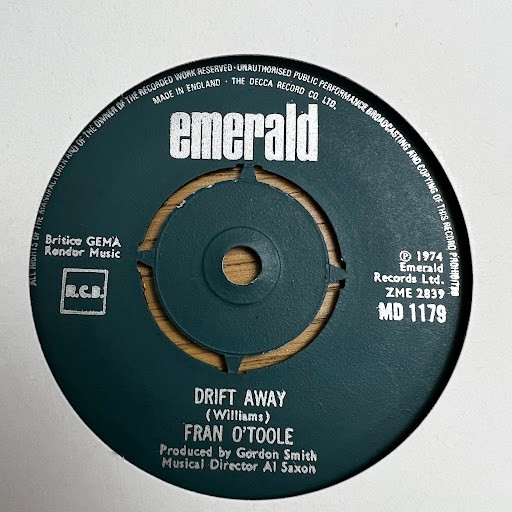 ALL RIGHTS OF THE MANUFACTURER AND OF THE OWNER OF THE RECORDED WORK RESERVED · UNAUTHORISED PUBLIC PERFORMANCE BROADCASTING AND COPYING OF THIS RECORD PROHIBITED
MADE IN ENGLAND · THE DECCA RECORD CO. LTD.
emerald
Britico GEMA
Rondor Music
R.C.B.
℗ 1974
Emerald
Records Ltd.
ZME 2839
MD 1179
DRIFT AWAY
(Williams)
FRAN O'TOOLE
Produced by Gordon Smith
Musical Director Al Saxon